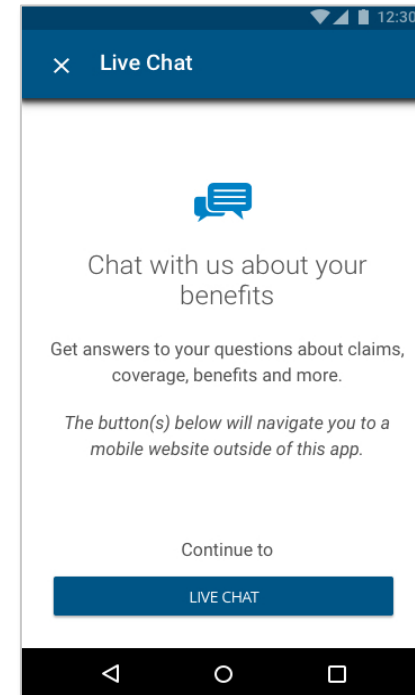 12:30
Live Chat
Chat with us about your
benefits
Get answers to your questions about claims,
coverage, benefits and more.
The button(s) below will navigate you to a
mobile website outside of this app.
Continue to
LIVE CHAT